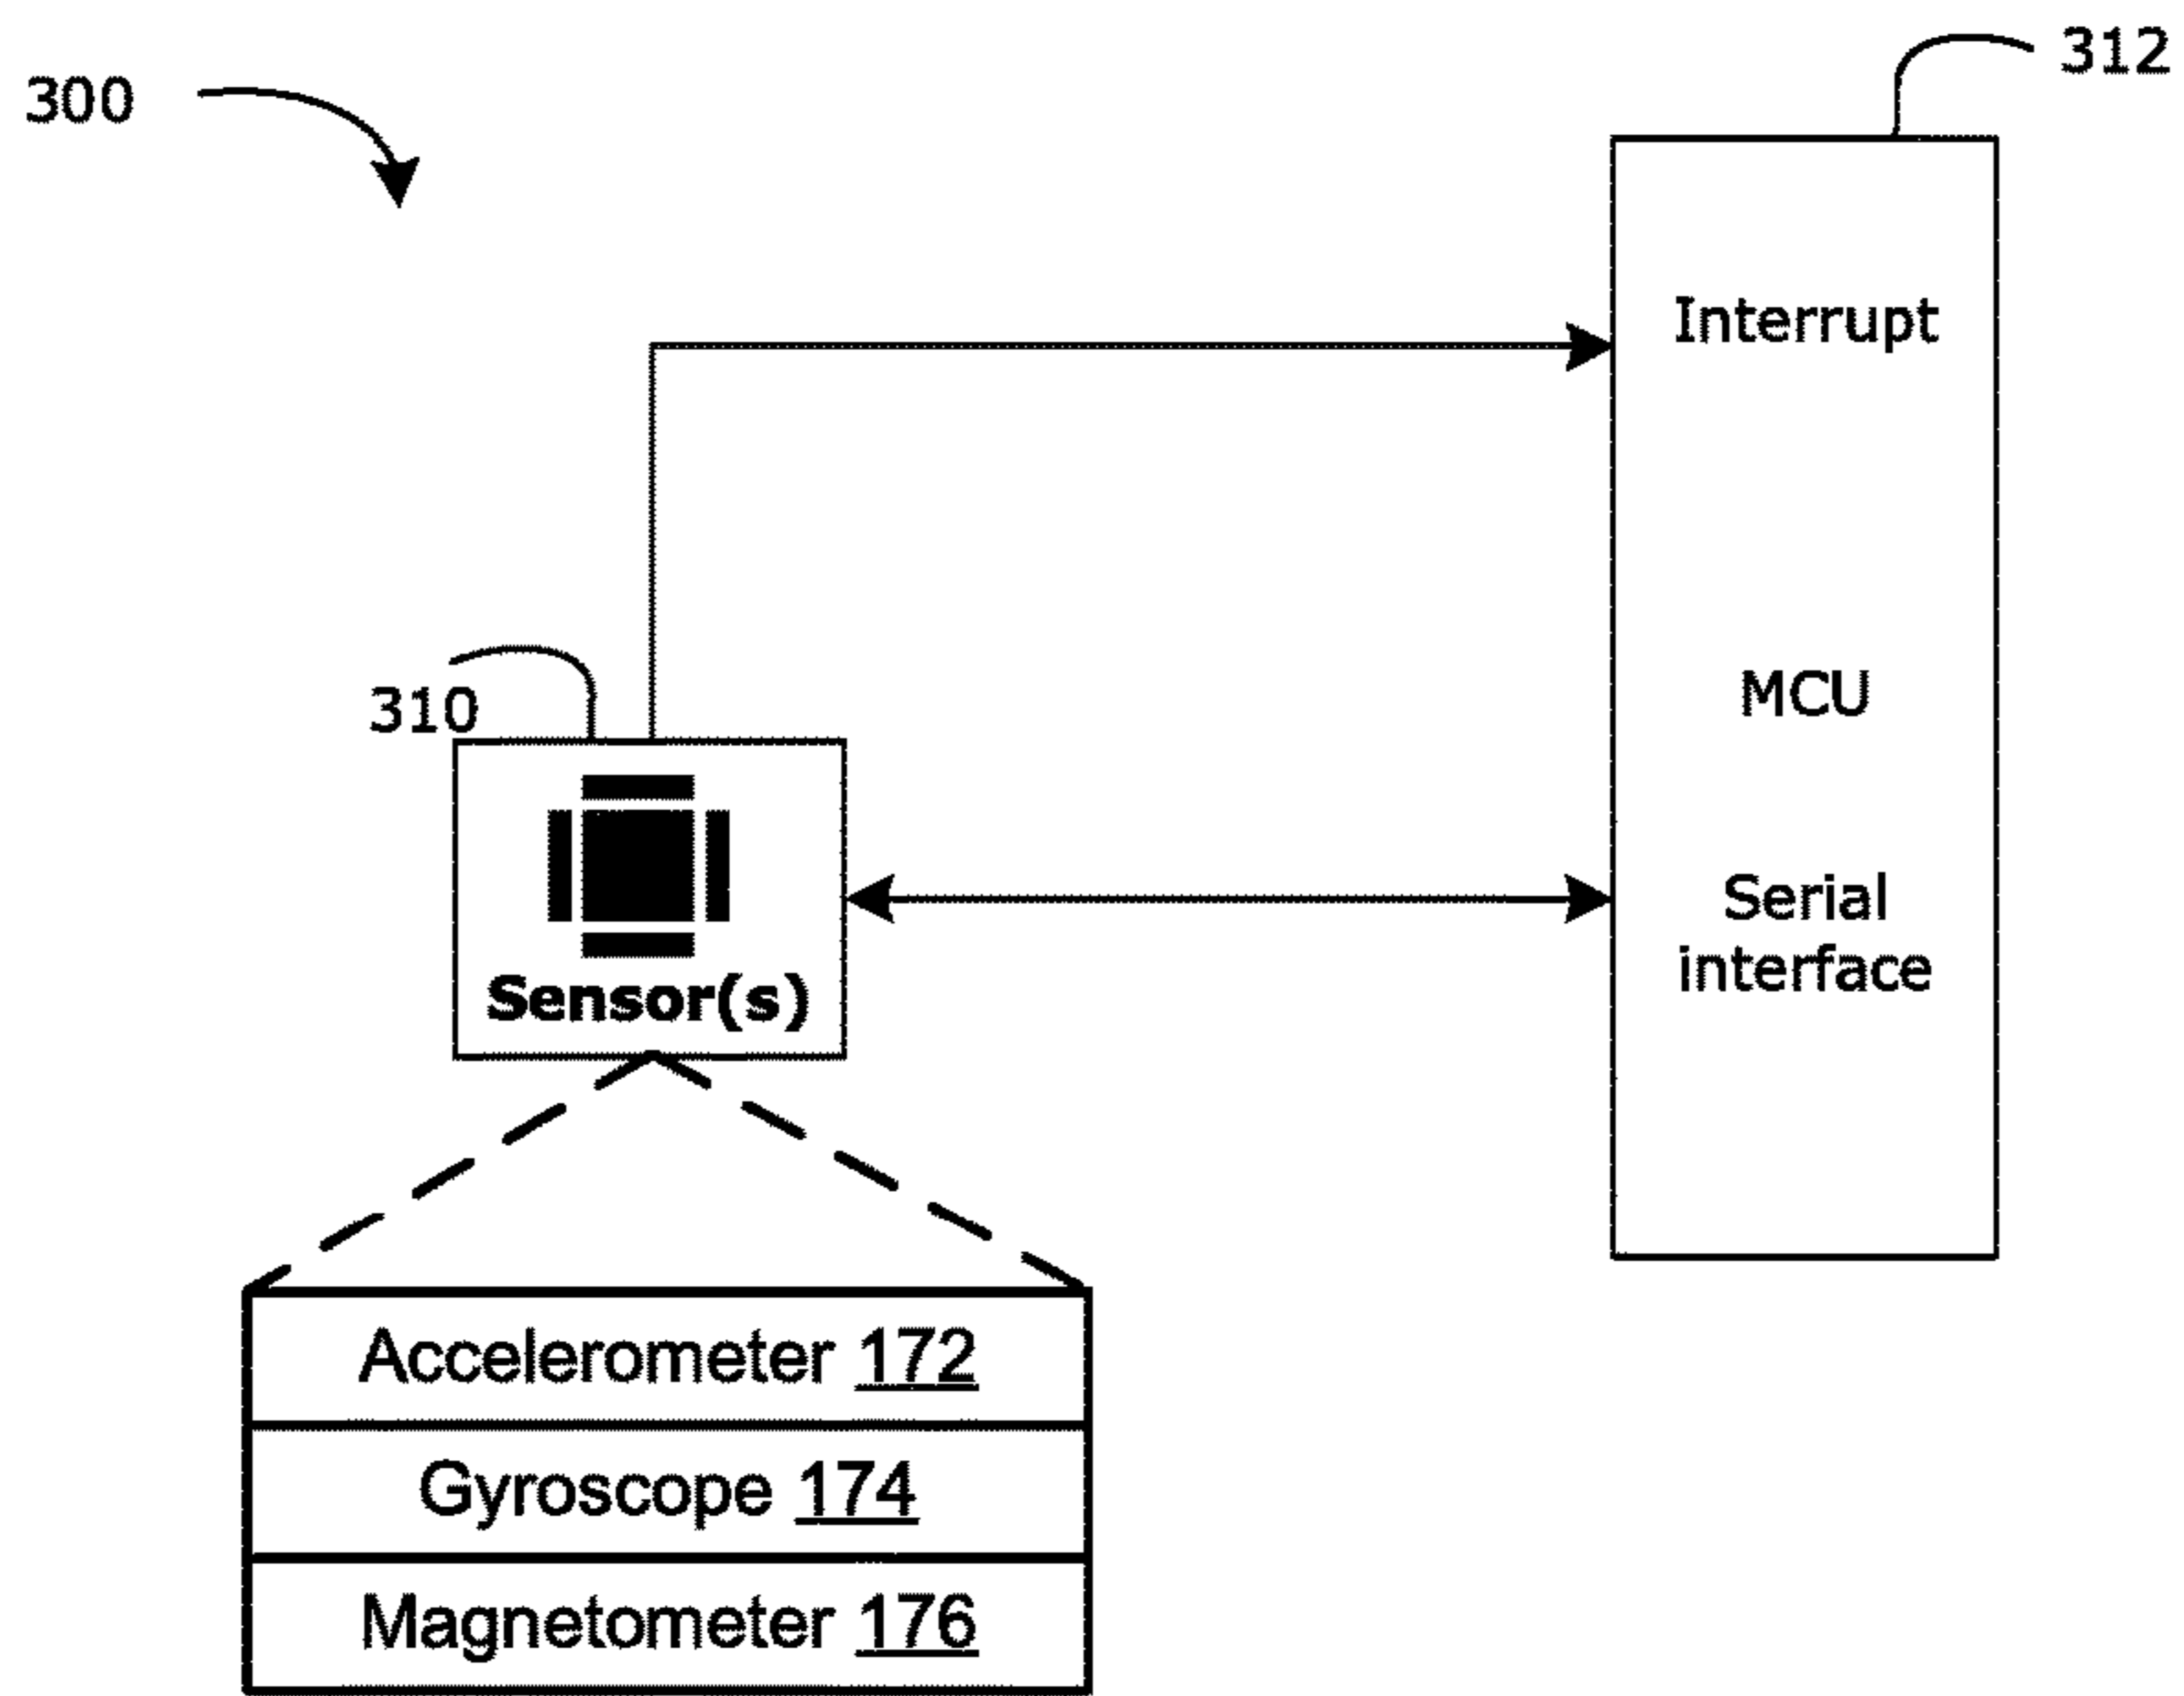 312
300
Interrupt
310
MCU
Serial
interface
Sensor(s)
Accelerometer 172
Gyroscope 174
Magnetometer 176